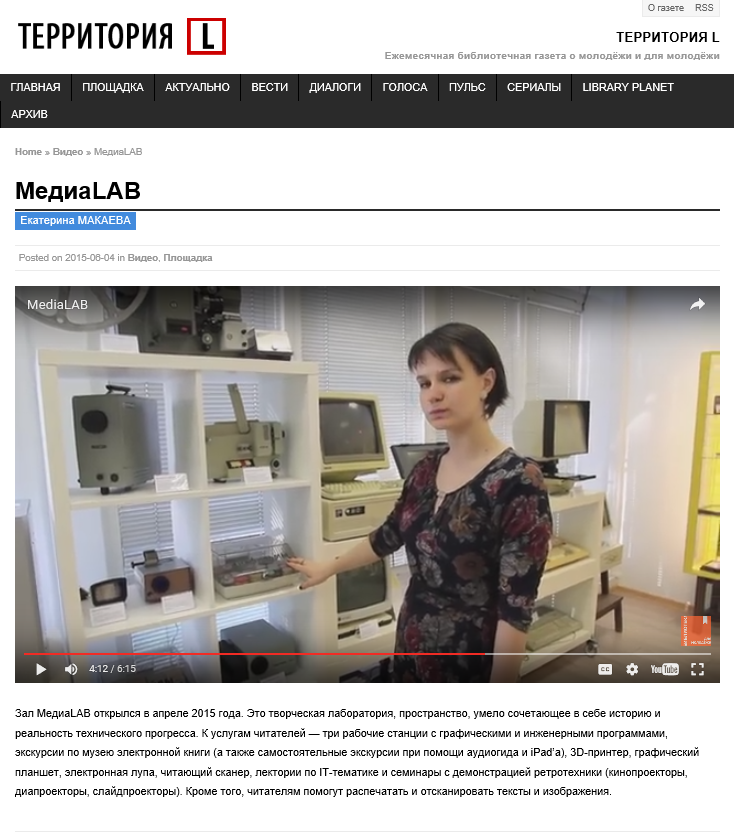 О газете RSS
ТЕРРИТОРИЯ L
ТЕРРИТОРИЯ L
Ежемесячная библиотечная газета о молодёжи и для молодёжи
ГЛАВНАЯ ПЛОЩАДКА АКТУАЛЬНО ВЕСТИ ДИАЛОГИ ГОЛОСА ПУЛЬС СЕРИАЛЫ LIBRARY PLANET
АРХИВ
Home » Видео » МедиаLAB
МедиаLAB
Екатерина МАКАЕВА
Posted on 2015-06-04 in Видео, Площадка
MediaLAB
4:12 / 6:15
CC
YouTube
Зал МедиаLAB открылся в апреле 2015 года. Это творческая лаборатория, пространство, умело сочетающее в себе историю и
реальность технического прогресса. К услугам читателей — три рабочие станции с графическими и инженерными программами,
экскурсии по музею электронной книги (а также самостоятельные экскурсии при помощи аудиогида и iPad'а), 3D-принтер, графический
планшет, электронная лупа, читающий сканер, лектории по IT-тематике и семинары с демонстрацией ретротехники (кинопроекторы,
диапроекторы, слайдпроекторы). Кроме того, читателям помогут распечатать и отсканировать тексты и изображения.